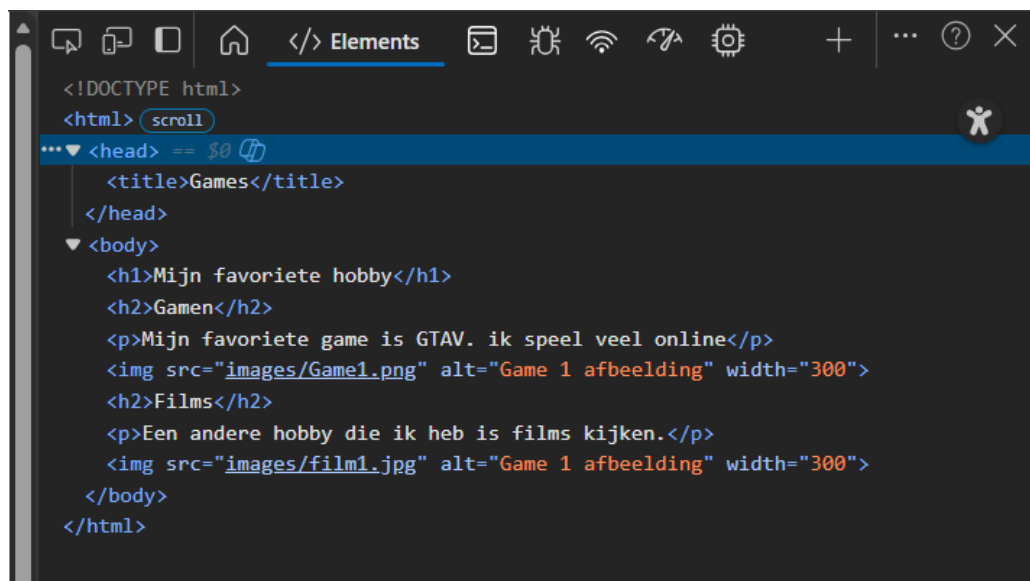 </> Elements
<!DOCTYPE html>
<html> scroll
••• ▼ <head> == $0
<title>Games</title>
</head>
▼ <body>
<h1>Mijn favoriete hobby</h1>
<h2>Gamen</h2>
<p>Mijn favoriete game is GTAV. ik speel veel online</p>
<img src="images/Game1.png" alt="Game 1 afbeelding" width="300">
<h2>Films</h2>
<p>Een andere hobby die ik heb is films kijken.</p>
<img src="images/film1.jpg" alt="Game 1 afbeelding" width="300">
</body>
</html>